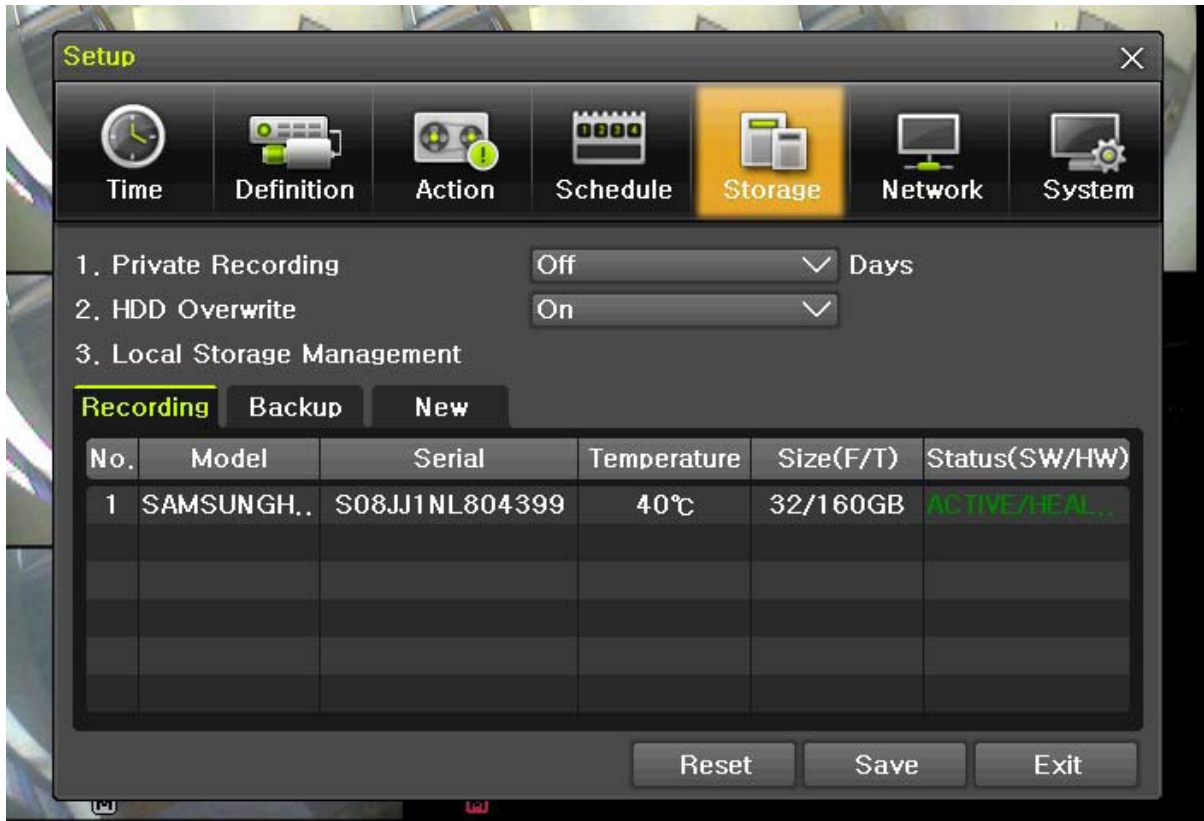 Setup
Time Definition Action Schedule Storage Network System
1. Private Recording Off Days
2. HDD Overwrite On
3. Local Storage Management
Recording Backup New
No. Model Serial Temperature Size(F/T) Status(SW/HW)
1 SAMSUNGH.. S08JJ1NL804399 40℃ 32/160GB ACTIVE/HEAL..
Reset Save Exit